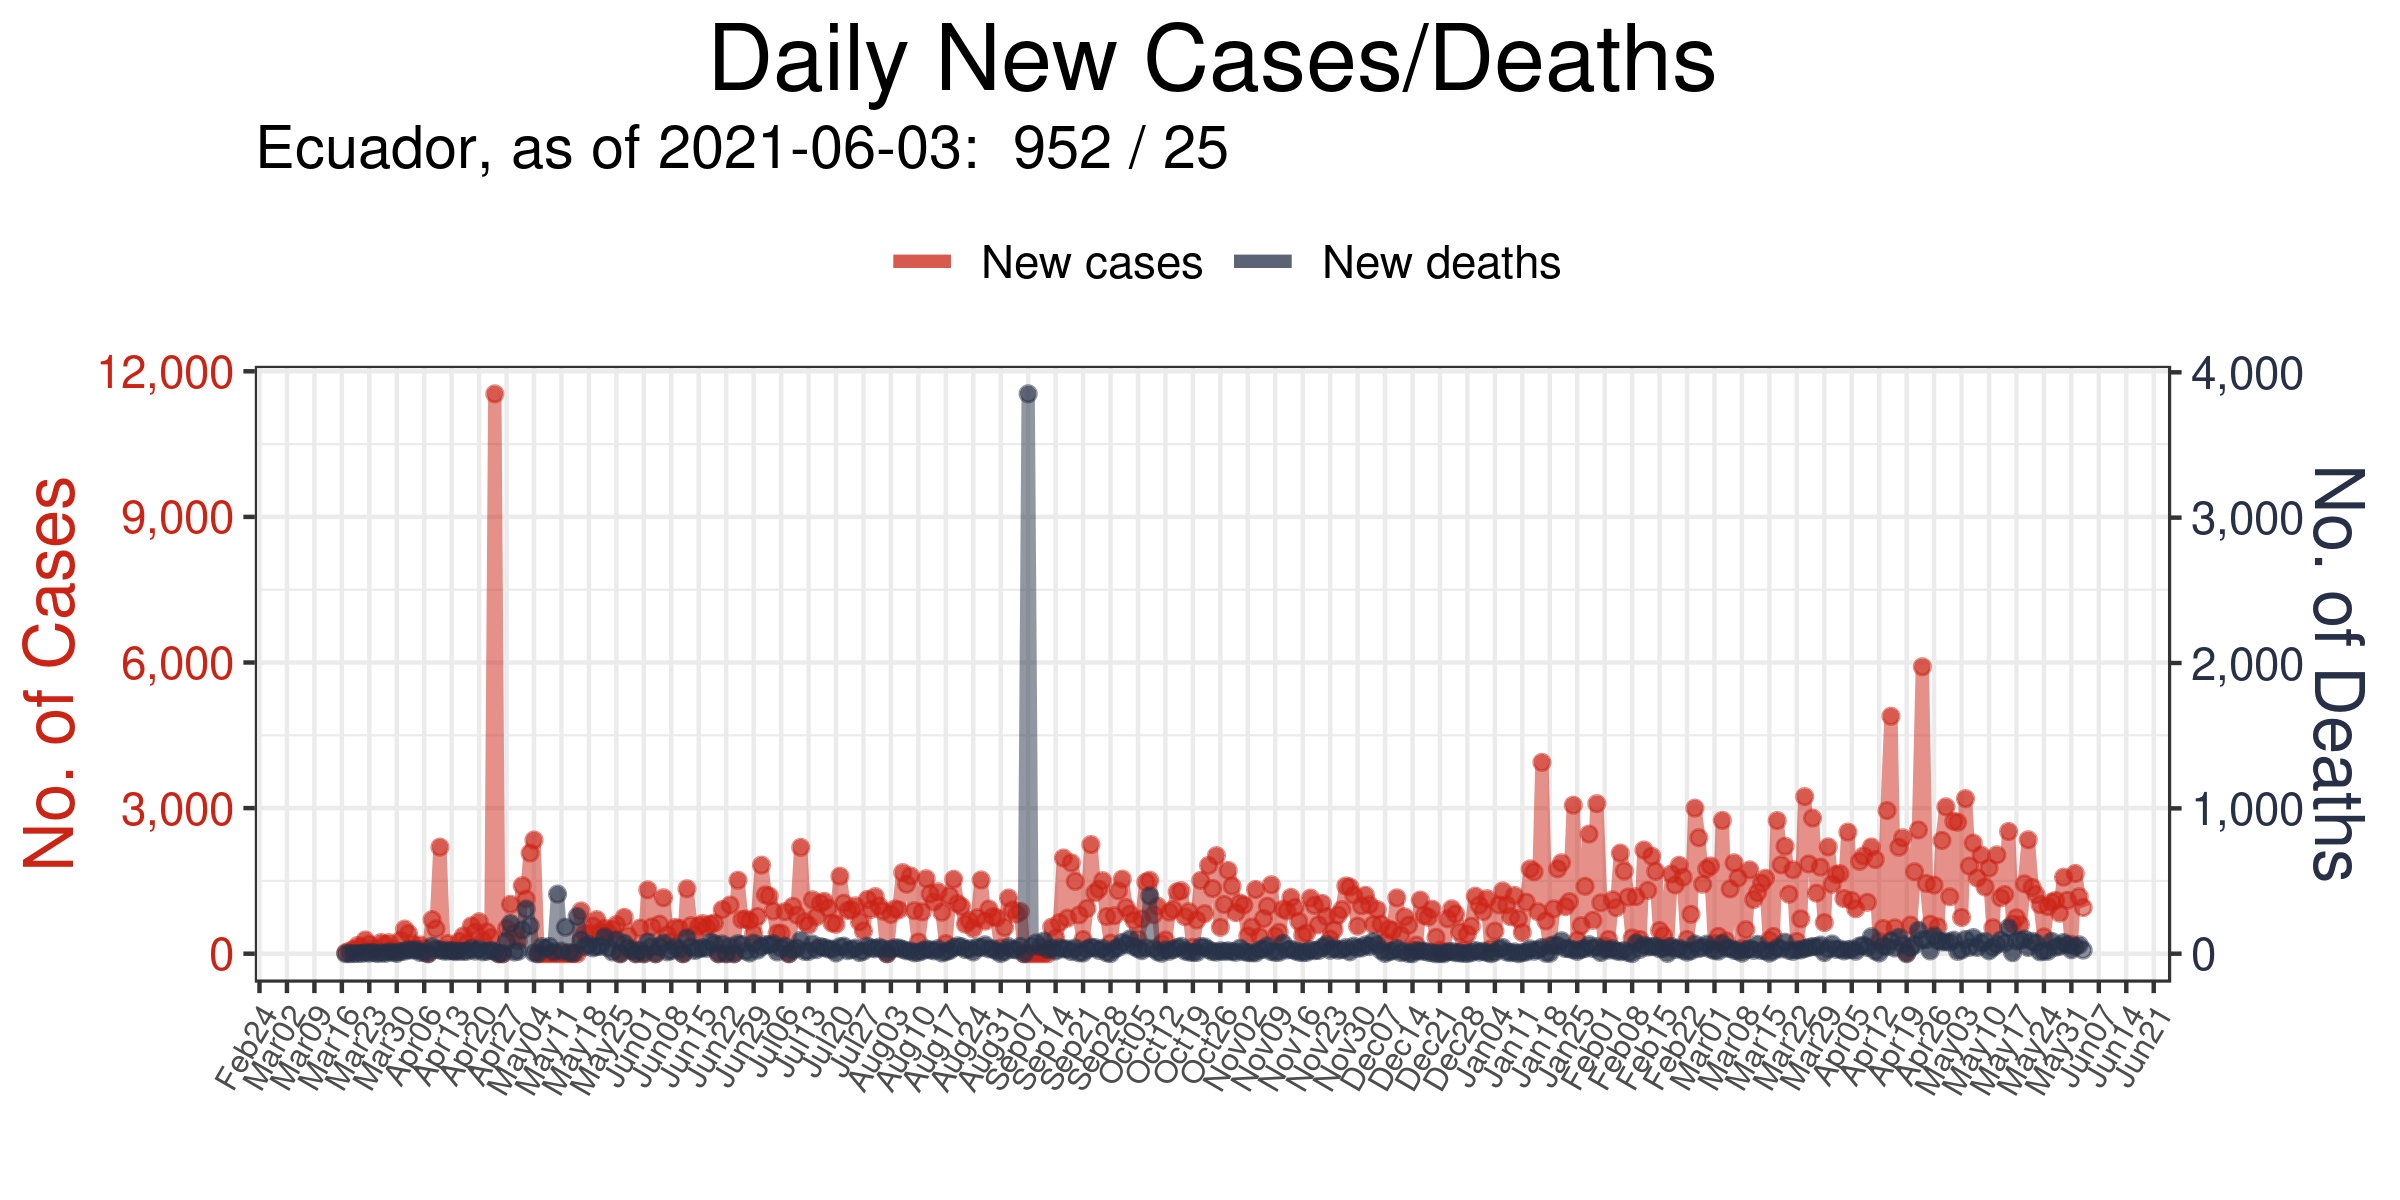 Daily New Cases/Deaths
Ecuador, as of 2021-06-03:  952 / 25
New cases
New deaths
No. of Cases
12,000
9,000
6,000
3,000
0
4,000
3,000
2,000
1,000
0
No. of Deaths
Feb24
Mar02
Mar09
Mar16
Mar23
Mar30
Apr06
Apr13
Apr20
Apr27
May04
May11
May18
May25
Jun01
Jun08
Jun15
Jun22
Jun29
Jul06
Jul13
Jul20
Jul27
Aug03
Aug10
Aug17
Aug24
Aug31
Sep07
Sep14
Sep21
Sep28
Oct05
Oct12
Oct19
Oct26
Nov02
Nov09
Nov16
Nov23
Nov30
Dec07
Dec14
Dec21
Dec28
Jan04
Jan11
Jan18
Jan25
Feb01
Feb08
Feb15
Feb22
Mar01
Mar08
Mar15
Mar22
Mar29
Apr05
Apr12
Apr19
Apr26
May03
May10
May17
May24
May31
Jun07
Jun14
Jun21